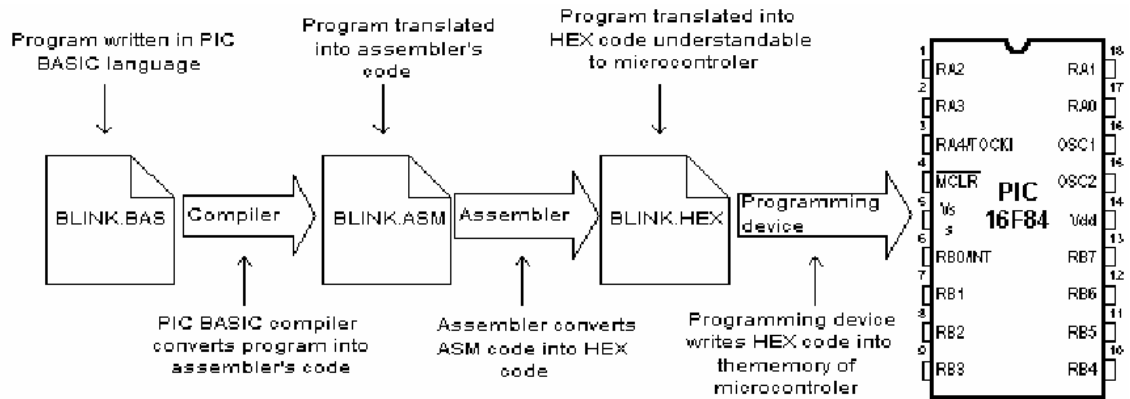 Program written in PIC
BASIC language
Program translated
into assembler's
code
Program translated into
HEX code understandable
to microcontroler
BLINK.BAS
Compiler
BLINK.ASM
Assembler
BLINK.HEX
Programming
device
PIC BASIC compiler
converts program into
assembler's code
Assembler converts
ASM code into HEX
code
Programming device
writes HEX code into
thememory of
microcontroler
1 18
RA2 RA1
2 17
RA3 RA0
3 16
RA4/TOCKI OSC1
4
MCLR OSC2
5 14
Vs
s
Vdd
PIC
16F84
6 13
RB0/INT RB7
7 12
RB1 RB6
8 11
RB2 RB5
9 10
RB3 RB4